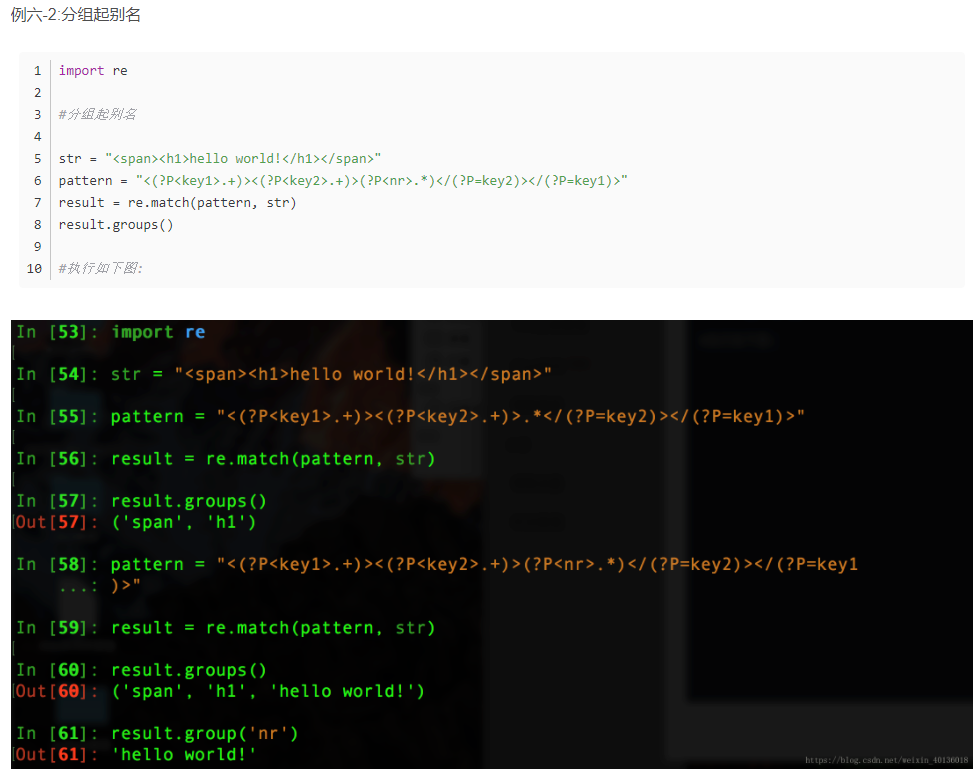 例六-2:分组起别名
1 import re
2
3 #分组起别名
4
5 str = "<span><h1>hello world!</h1></span>"
6 pattern = "<(?P<key1>.+)><(?P<key2>.+)>(?P<nr>.*)</(?P=key2)></(?P=key1)>"
7 result = re.match(pattern, str)
8 result.groups()
9
10 #执行如下图:
In [53]: import re
In [54]: str = "<span><h1>hello world!</h1></span>"
In [55]: pattern = "<(?P<key1>.+)><(?P<key2>.+)>.*</(?P=key2)></(?P=key1)>"
In [56]: result = re.match(pattern, str)
In [57]: result.groups()
Out[57]: ('span', 'h1')
In [58]: pattern = "<(?P<key1>.+)><(?P<key2>.+)>(?P<nr>.*)</(?P=key2)></(?P=key1
...: )>"
In [59]: result = re.match(pattern, str)
In [60]: result.groups()
Out[60]: ('span', 'h1', 'hello world!')
In [61]: result.group('nr')
Out[61]: 'hello world!'
https://blog.csdn.net/weixin_40136018